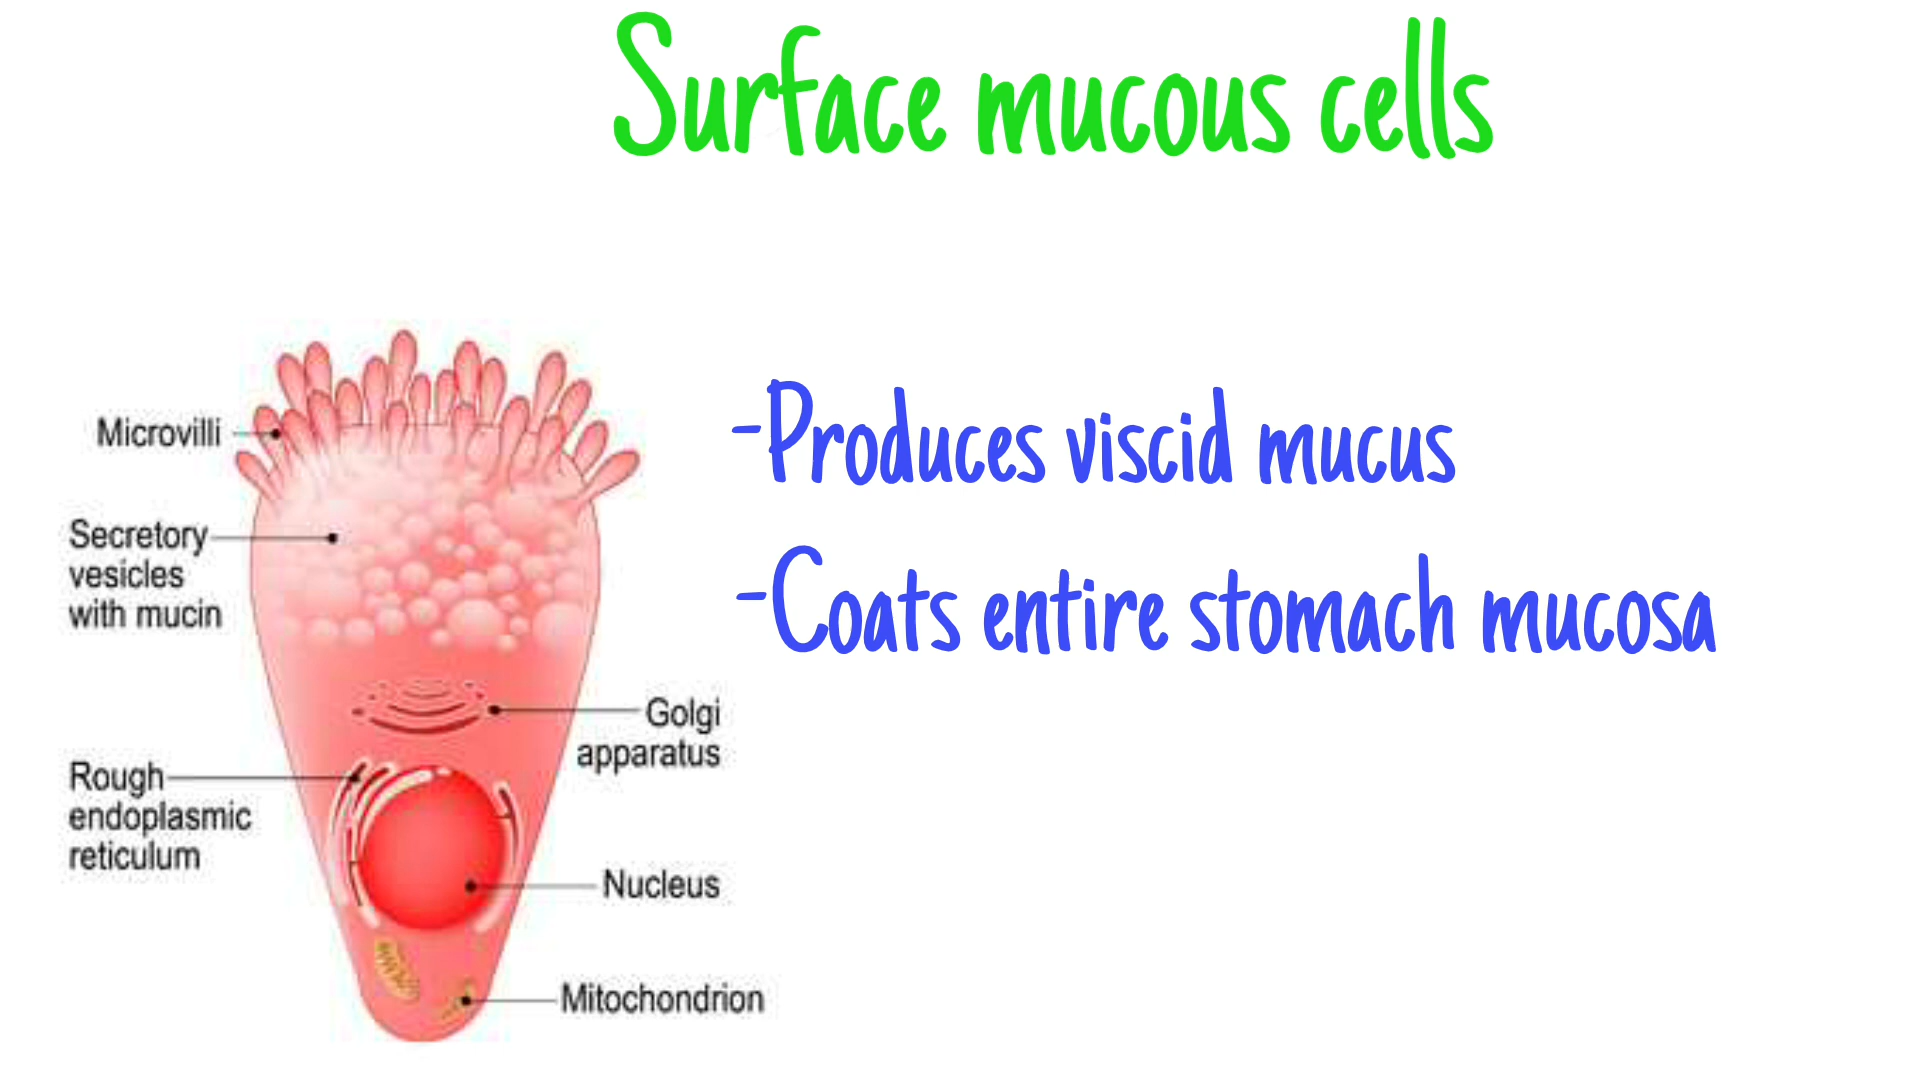 Surface mucous cells
Microvilli
Secretory
vesicles
with mucin
Golgi
apparatus
Rough
endoplasmic
reticulum
Nucleus
Mitochondrion
-Produces viscid mucus
-Coats entire stomach mucosa